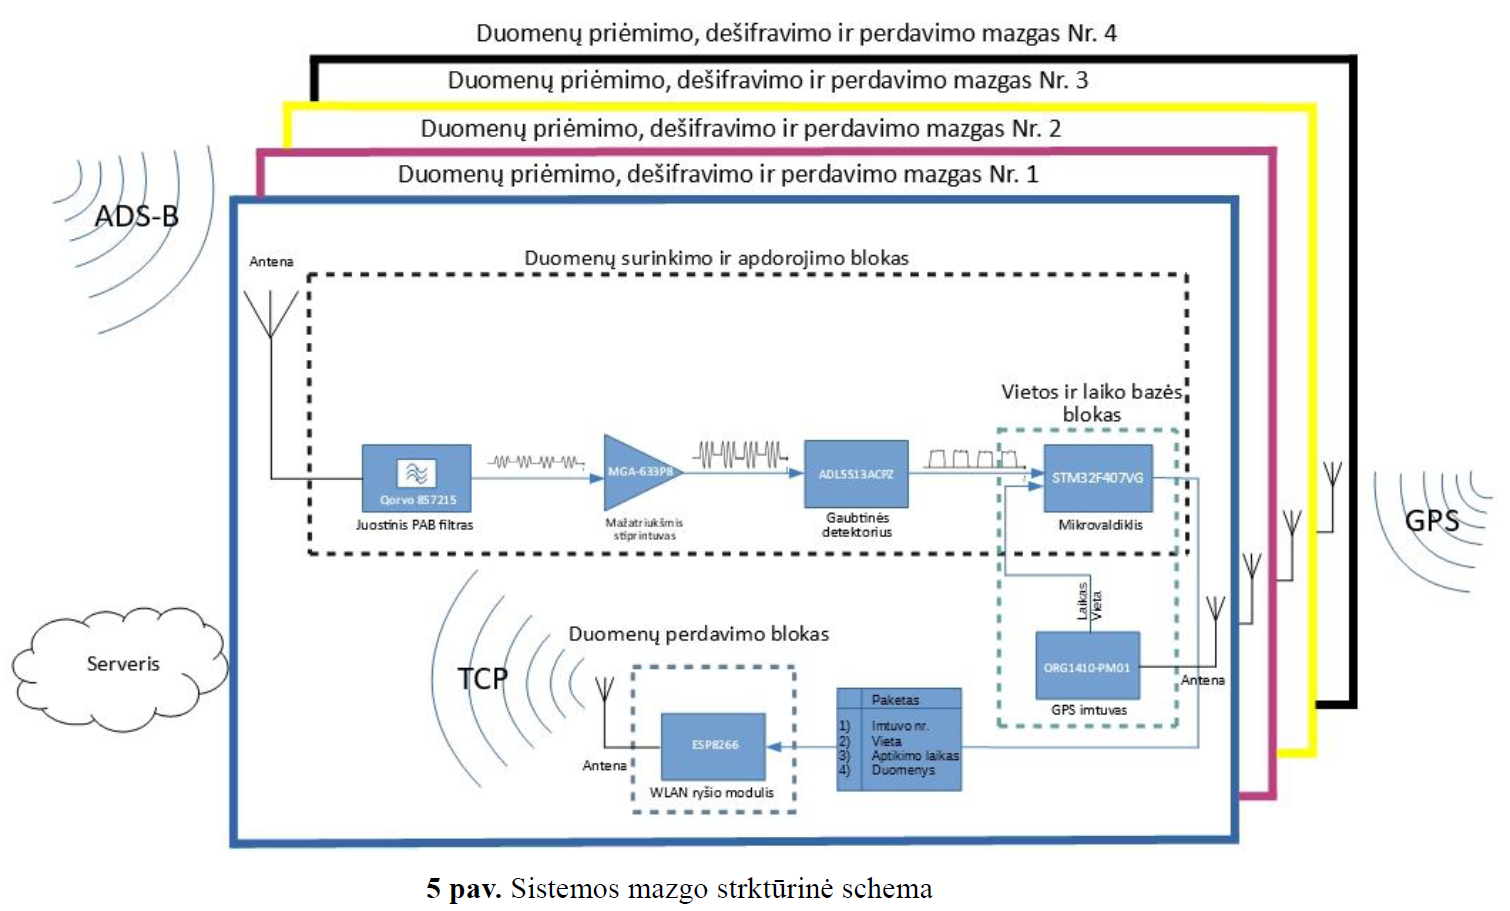 Duomenų priėmimo, dešifravimo ir perdavimo mazgas Nr. 4
Duomenų priėmimo, dešifravimo ir perdavimo mazgas Nr. 3
Duomenų priėmimo, dešifravimo ir perdavimo mazgas Nr. 2
Duomenų priėmimo, dešifravimo ir perdavimo mazgas Nr. 1
ADS-B
Antena
Duomenų surinkimo ir apdorojimo blokas
Vietos ir laiko bazės
blokas
Qorvo 857215
Juostinis PAB filtras
MGA-633P8
Mažatriukšmis
stiprintuvas
ADL5513ACPZ
Gaubtinės
detektorius
STM32F407VG
Mikrovaldiklis
GPS
Laikas
Vieta
ORG1410-PM01
GPS imtuvas
Antena
Serveris
TCP
Duomenų perdavimo blokas
Antena
ESP8266
WLAN ryšio modulis
Paketas
1) Imtuvo nr.
2) Vieta
3) Aptikimo laikas
4) Duomenys
5 pav. Sistemos mazgo strktūrinė schema